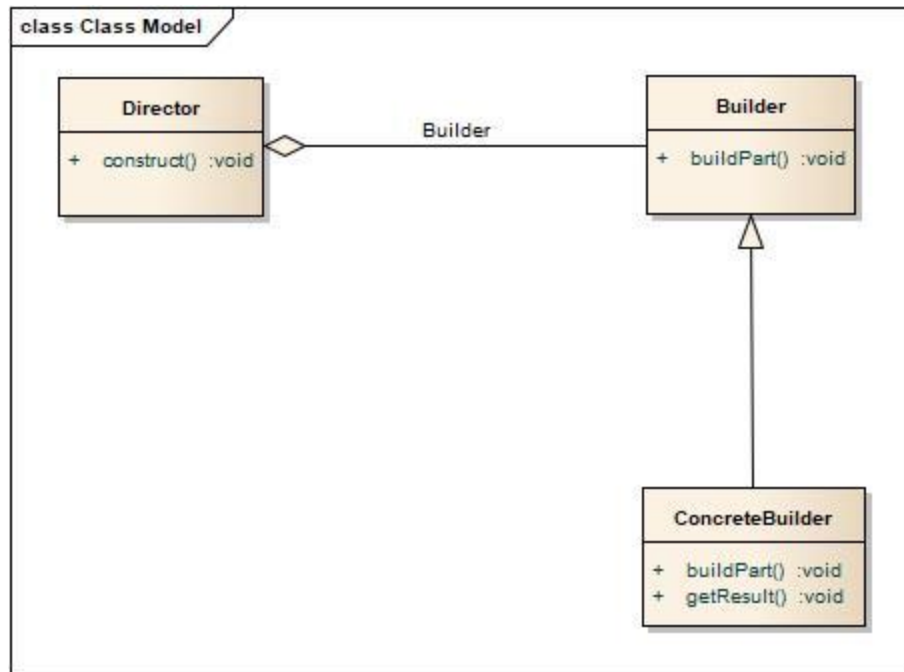 class Class Model
Director
+ construct() :void
Builder
Builder
+ buildPart() :void
ConcreteBuilder
+ buildPart() :void
+ getResult() :void